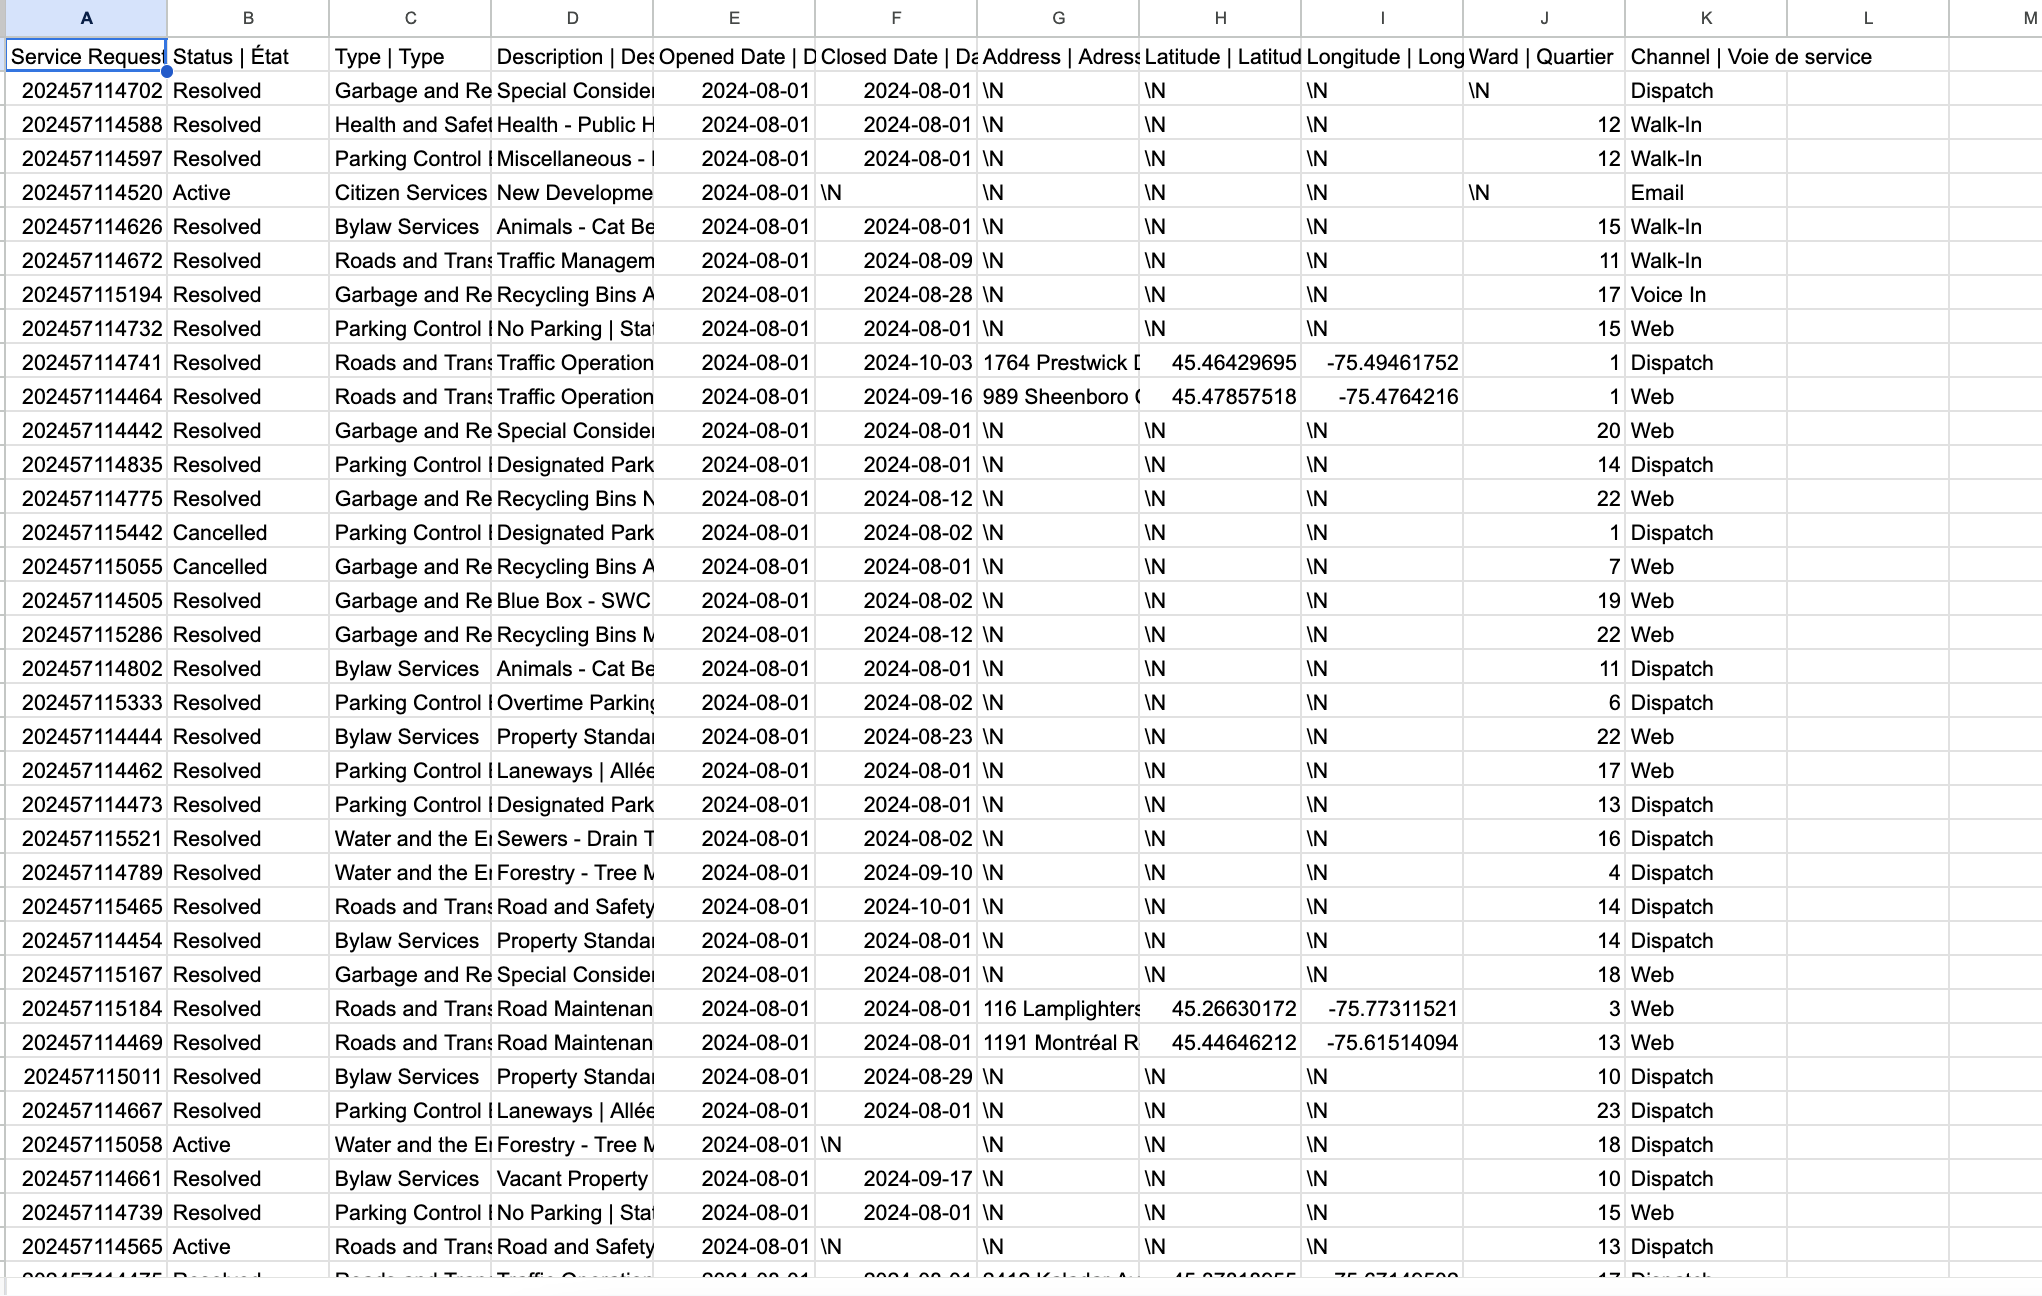 A B C D E F G H I J K L M
Service Request Status | État Type | Type Description | Des Opened Date | D Closed Date | Da Address | Adress Latitude | Latitud Longitude | Long Ward | Quartier Channel | Voie de service
202457114702 Resolved Garbage and Re Special Consider 2024-08-01 2024-08-01 \N \N \N \N Dispatch
202457114588 Resolved Health and Safet Health - Public H 2024-08-01 2024-08-01 \N \N \N 12 Walk-In
202457114597 Resolved Parking Control Miscellaneous - 2024-08-01 2024-08-01 \N \N \N 12 Walk-In
202457114520 Active Citizen Services New Developme 2024-08-01 \N \N \N \N \N Email
202457114626 Resolved Bylaw Services Animals - Cat Be 2024-08-01 2024-08-01 \N \N \N 15 Walk-In
202457114672 Resolved Roads and Trans Traffic Managem 2024-08-01 2024-08-09 \N \N \N 11 Walk-In
202457115194 Resolved Garbage and Re Recycling Bins A 2024-08-01 2024-08-28 \N \N \N 17 Voice In
202457114732 Resolved Parking Control No Parking | Stat 2024-08-01 2024-08-01 \N \N \N 15 Web
202457114741 Resolved Roads and Trans Traffic Operation 2024-08-01 2024-10-03 1764 Prestwick D 45.46429695 -75.49461752 1 Dispatch
202457114464 Resolved Roads and Trans Traffic Operation 2024-08-01 2024-09-16 989 Sheenboro C 45.47857518 -75.4764216 1 Web
202457114442 Resolved Garbage and Re Special Consider 2024-08-01 2024-08-01 \N \N \N 20 Web
202457114835 Resolved Parking Control Designated Park 2024-08-01 2024-08-01 \N \N \N 14 Dispatch
202457114775 Resolved Garbage and Re Recycling Bins N 2024-08-01 2024-08-12 \N \N \N 22 Web
202457115442 Cancelled Parking Control Designated Park 2024-08-01 2024-08-02 \N \N \N 1 Dispatch
202457115055 Cancelled Garbage and Re Recycling Bins A 2024-08-01 2024-08-01 \N \N \N 7 Web
202457114505 Resolved Garbage and Re Blue Box - SWC 2024-08-01 2024-08-02 \N \N \N 19 Web
202457115286 Resolved Garbage and Re Recycling Bins M 2024-08-01 2024-08-12 \N \N \N 22 Web
202457114802 Resolved Bylaw Services Animals - Cat Be 2024-08-01 2024-08-01 \N \N \N 11 Dispatch
202457115333 Resolved Parking Control Overtime Parking 2024-08-01 2024-08-02 \N \N \N 6 Dispatch
202457114444 Resolved Bylaw Services Property Standar 2024-08-01 2024-08-23 \N \N \N 22 Web
202457114462 Resolved Parking Control Laneways | Allée 2024-08-01 2024-08-01 \N \N \N 17 Web
202457114473 Resolved Parking Control Designated Park 2024-08-01 2024-08-01 \N \N \N 13 Dispatch
202457115521 Resolved Water and the En Sewers - Drain T 2024-08-01 2024-08-02 \N \N \N 16 Dispatch
202457114789 Resolved Water and the En Forestry - Tree M 2024-08-01 2024-09-10 \N \N \N 4 Dispatch
202457115465 Resolved Roads and Trans Road and Safety 2024-08-01 2024-10-01 \N \N \N 14 Dispatch
202457114454 Resolved Bylaw Services Property Standar 2024-08-01 2024-08-01 \N \N \N 14 Dispatch
202457115167 Resolved Garbage and Re Special Consider 2024-08-01 2024-08-01 \N \N \N 18 Web
202457115184 Resolved Roads and Trans Road Maintenan 2024-08-01 2024-08-01 116 Lamplighters 45.26630172 -75.77311521 3 Web
202457114469 Resolved Roads and Trans Road Maintenan 2024-08-01 2024-08-01 1191 Montréal R 45.44646212 -75.61514094 13 Web
202457115011 Resolved Bylaw Services Property Standar 2024-08-01 2024-08-29 \N \N \N 10 Dispatch
202457114667 Resolved Parking Control Laneways | Allée 2024-08-01 2024-08-01 \N \N \N 23 Dispatch
202457115058 Active Water and the En Forestry - Tree M 2024-08-01 \N \N \N \N 18 Dispatch
202457114661 Resolved Bylaw Services Vacant Property 2024-08-01 2024-09-17 \N \N \N 10 Dispatch
202457114739 Resolved Parking Control No Parking | Stat 2024-08-01 2024-08-01 \N \N \N 15 Web
202457114565 Active Roads and Trans Road and Safety 2024-08-01 \N \N \N \N 13 Dispatch